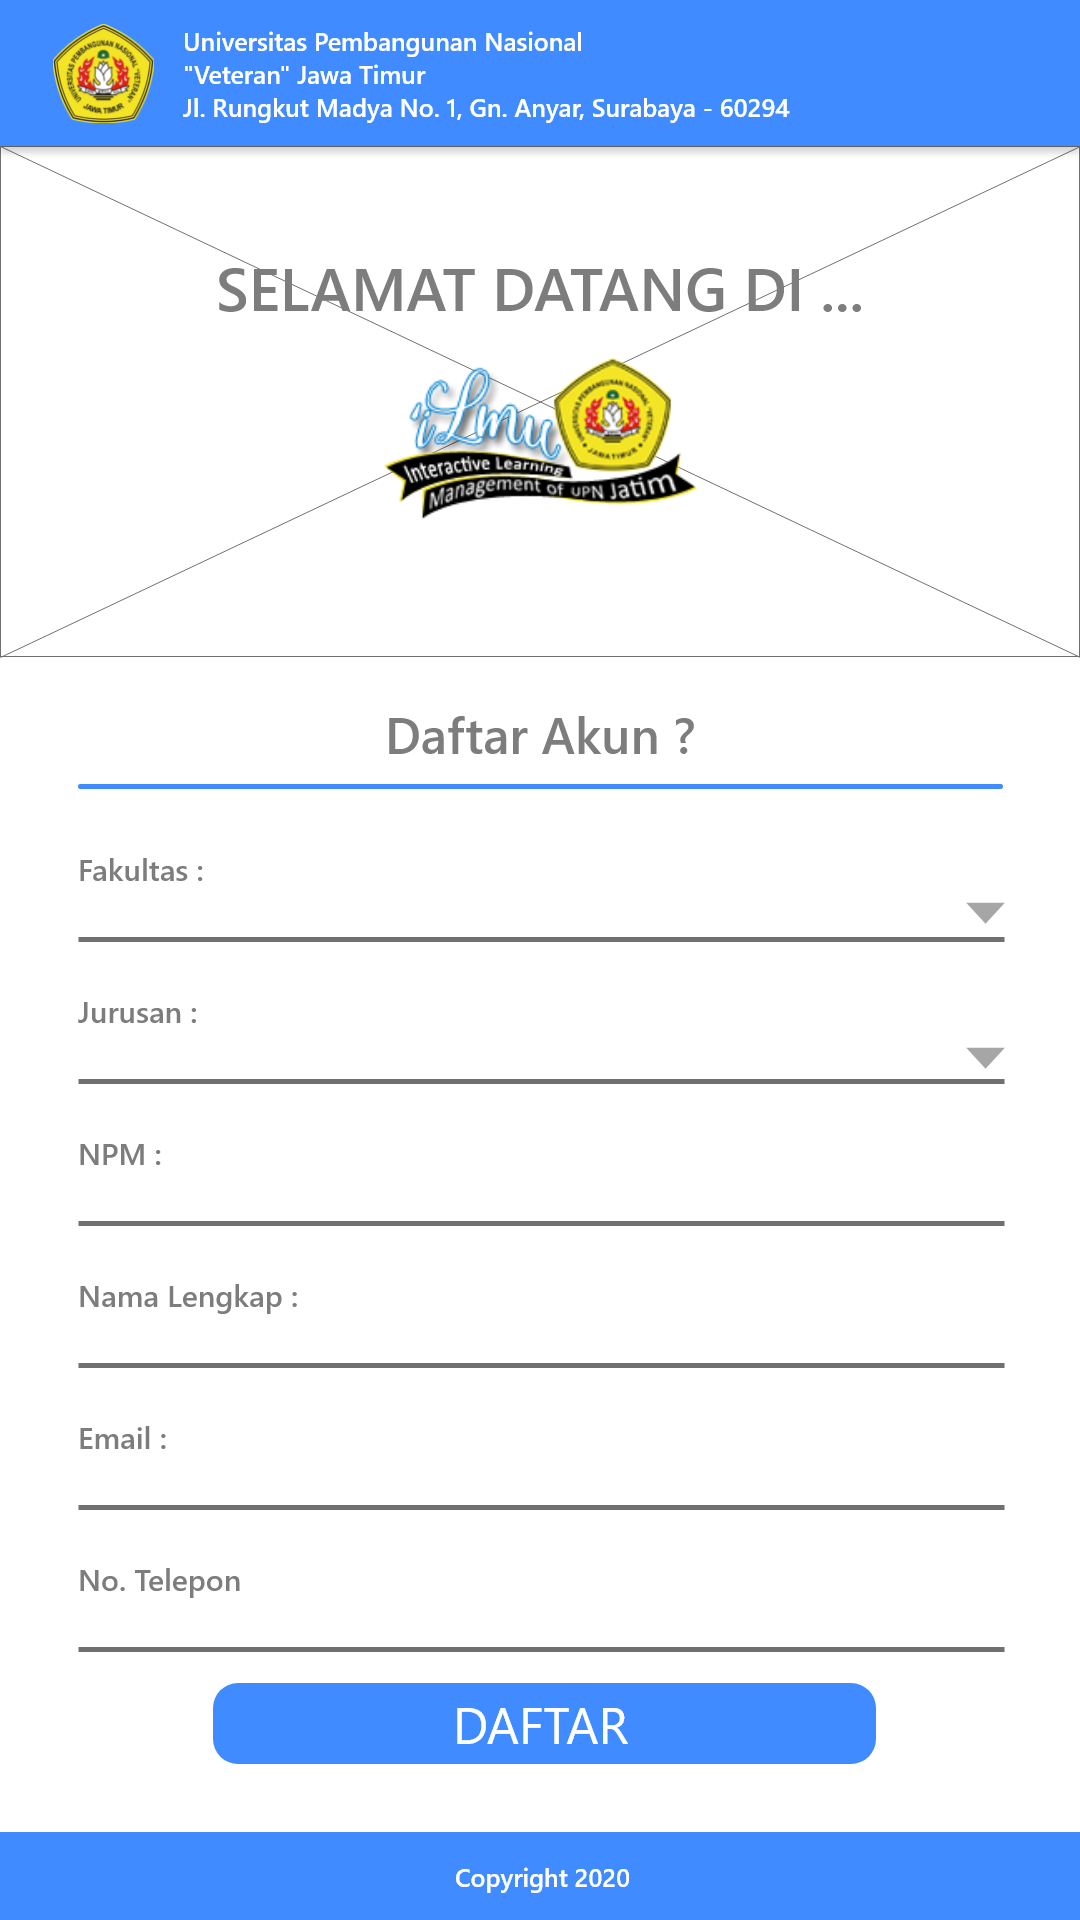 Universitas Pembangunan Nasional
"Veteran" Jawa Timur
Jl. Rungkut Madya No. 1, Gn. Anyar, Surabaya - 60294
SELAMAT DATANG DI ...
iLmu
Interactive Learning
Management of UPN Jatim
Daftar Akun ?
Fakultas :
Jurusan :
NPM :
Nama Lengkap :
Email :
No. Telepon
DAFTAR
Copyright 2020